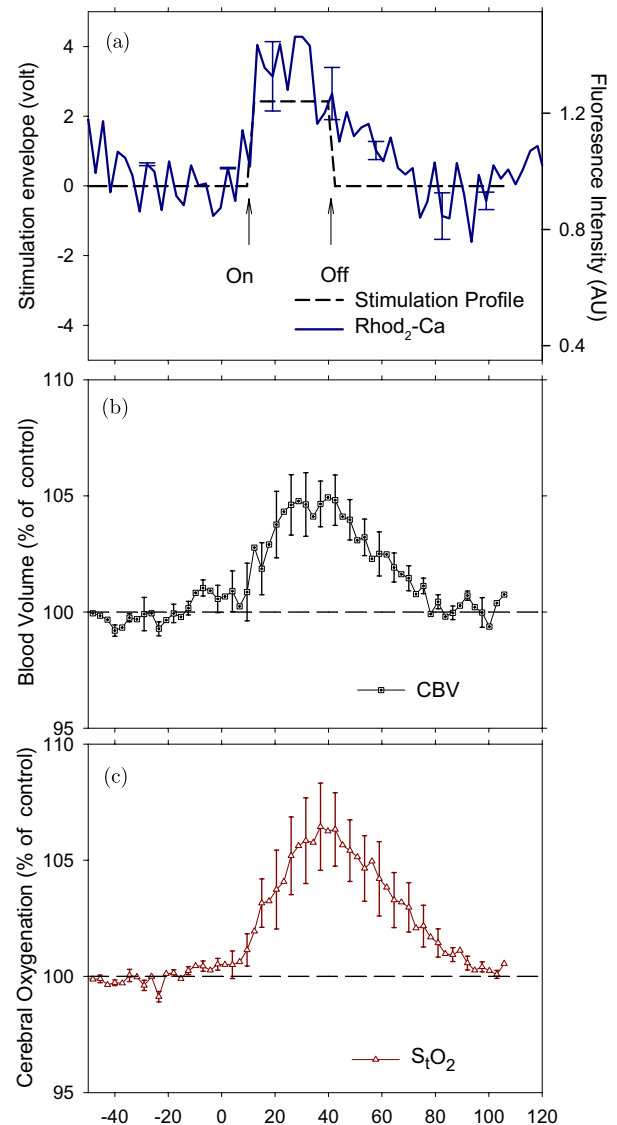 (a)
Stimulation envelope (volt)
4
2
0
-2
-4
Fluoresence Intensity (AU)
1.2
0.9
0.4
On
Off
Stimulation Profile
Rhod₂-Ca
(b)
Blood Volume (% of control)
110
105
100
95
CBV
(c)
Cerebral Oxygenation (% of control)
110
105
100
95
SₜO₂
-40 -20 0 20 40 60 80 100 120